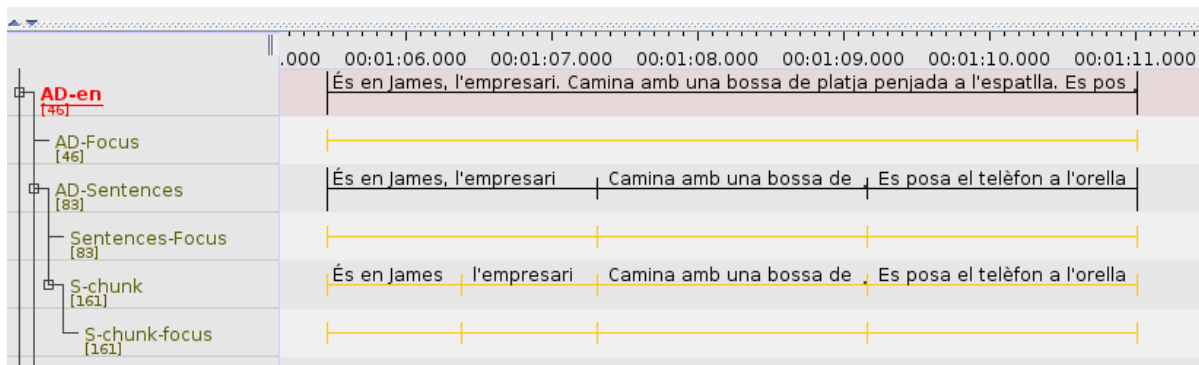 .000 00:01:06.000 00:01:07.000 00:01:08.000 00:01:09.000 00:01:10.000 00:01:11.000
AD-en És en James, l'empresari. Camina amb una bossa de platja penjada a l'espatlla. Es pos
[46]
AD-Focus
[46]
AD-Sentences És en James, l'empresari Camina amb una bossa de Es posa el telèfon a l'orella
[83]
Sentences-Focus
[83]
S-chunk És en James l'empresari Camina amb una bossa de Es posa el telèfon a l'orella
[161]
S-chunk-focus
[161]